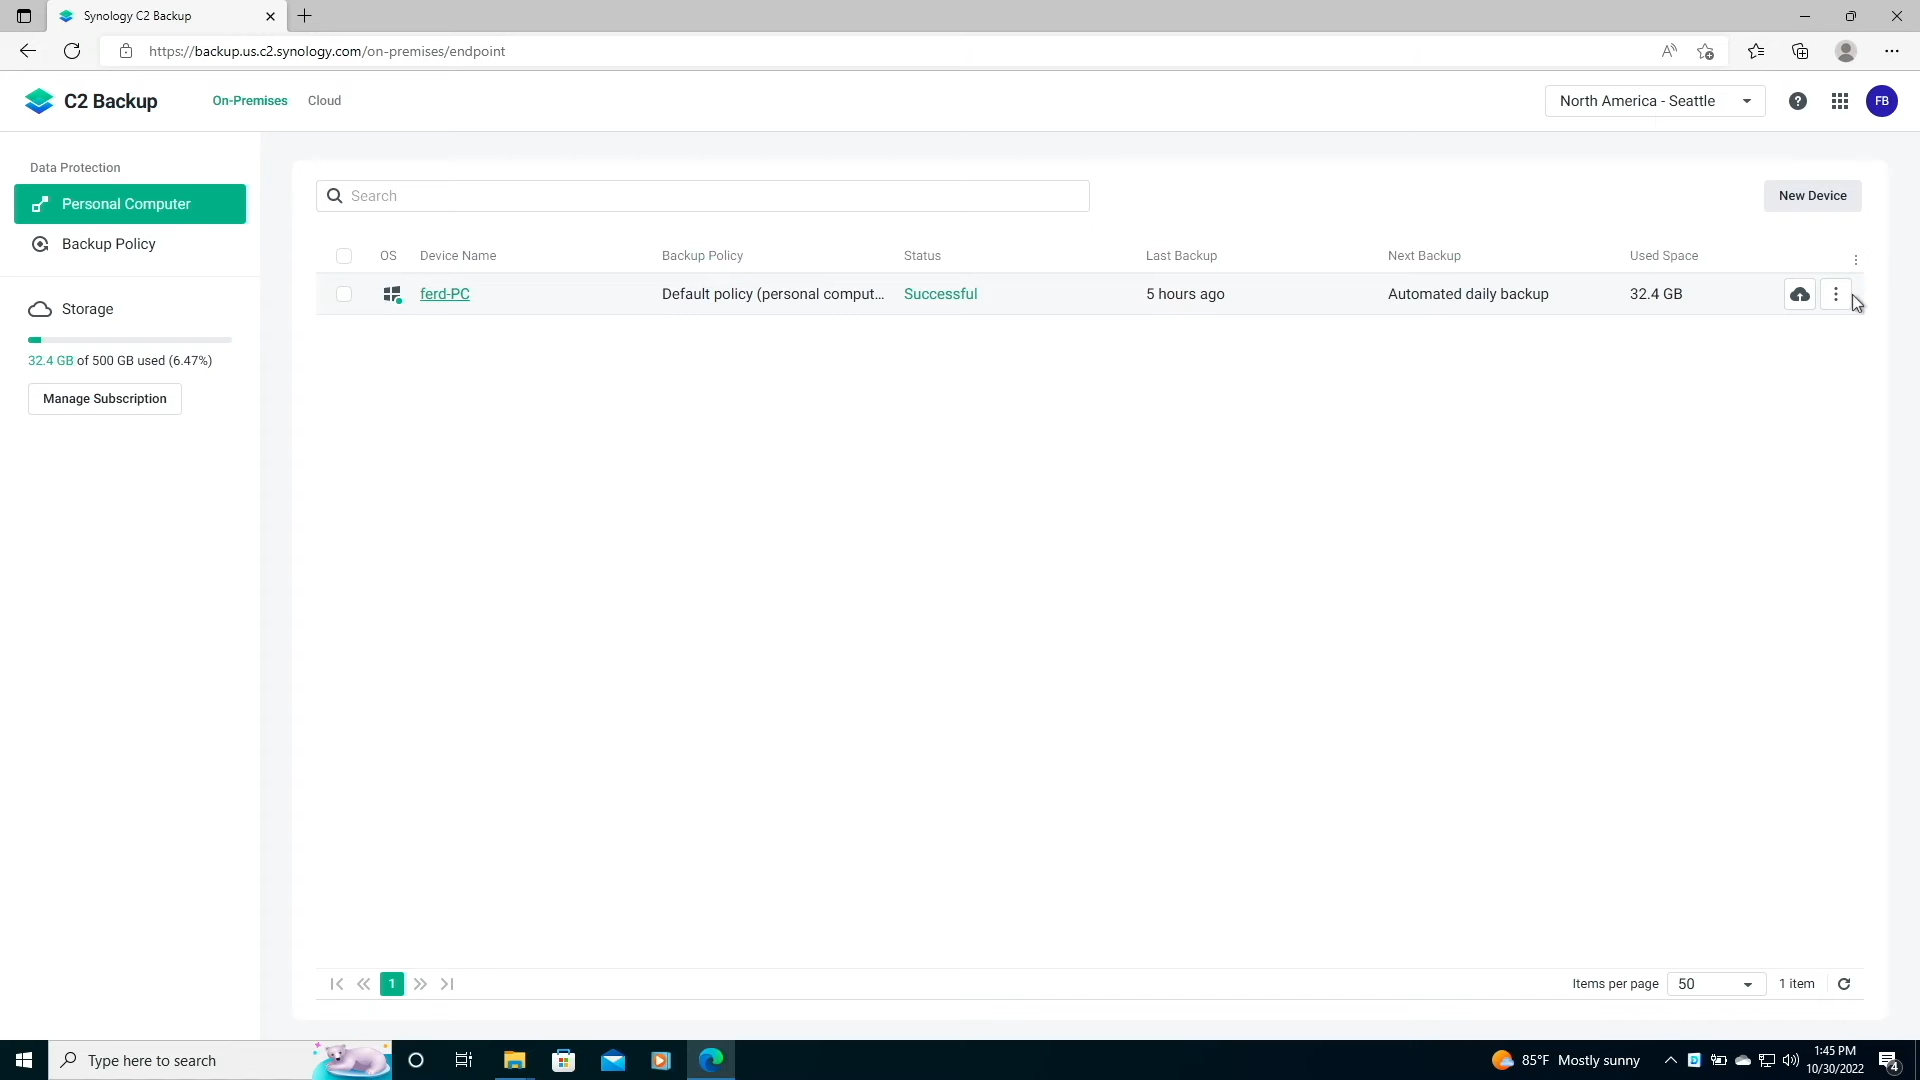 Synology C2 Backup
https://backup.us.c2.synology.com/on-premises/endpoint
C2 Backup
On-Premises
Cloud
North America - Seattle
FB
Data Protection
Personal Computer
Backup Policy
Storage
32.4 GB of 500 GB used (6.47%)
Manage Subscription
Search
New Device
OS Device Name Backup Policy Status Last Backup Next Backup Used Space
ferd-PC Default policy (personal comput... Successful 5 hours ago Automated daily backup 32.4 GB
1
Items per page 50 1 item
Type here to search
85°F Mostly sunny
1:45 PM
10/30/2022
4